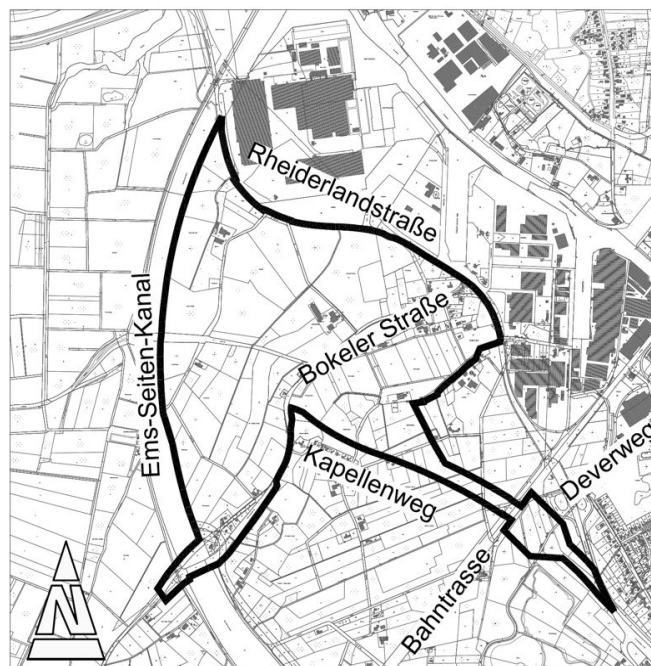 Rheiderlandstraße
Ems-Seiten-Kanal
Bokeler Straße
Kapellenweg
Deverweg
Bahntrasse
N